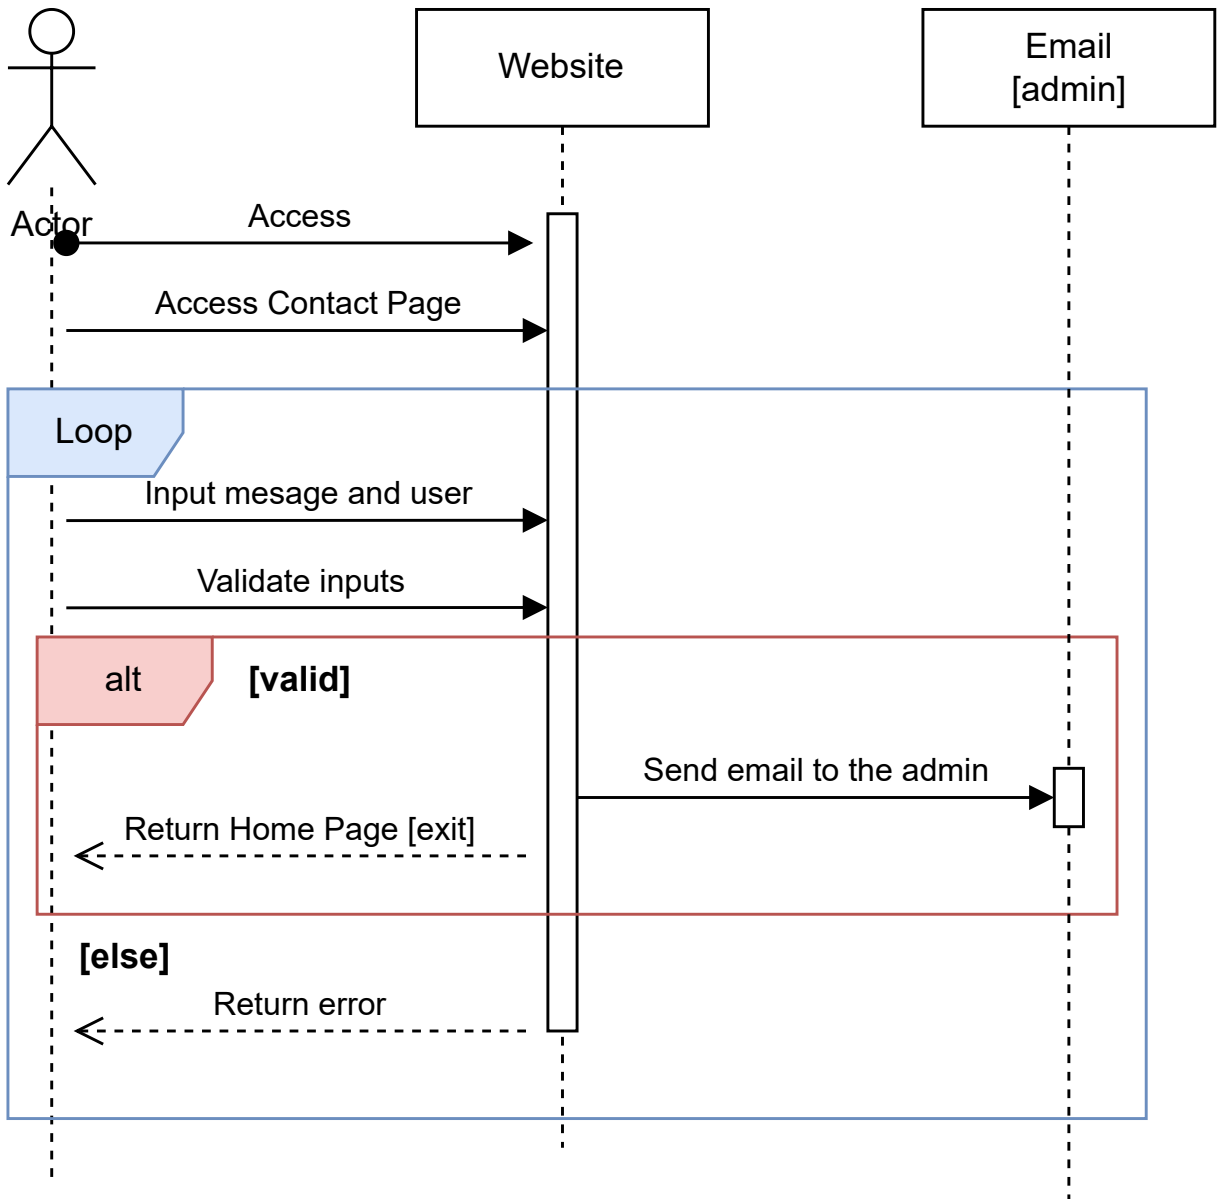 Website
Email
[admin]
Actor
Access
Access Contact Page
Loop
Input mesage and user
Validate inputs
alt
[valid]
Send email to the admin
Return Home Page [exit]
[else]
Return error